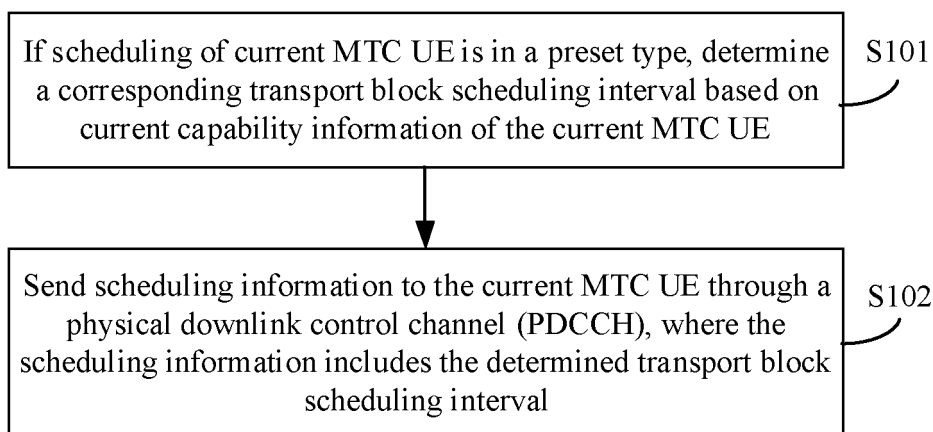 If scheduling of current MTC UE is in a preset type, determine
a corresponding transport block scheduling interval based on
current capability information of the current MTC UE
S101
Send scheduling information to the current MTC UE through a
physical downlink control channel (PDCCH), where the
scheduling information includes the determined transport block
scheduling interval
S102